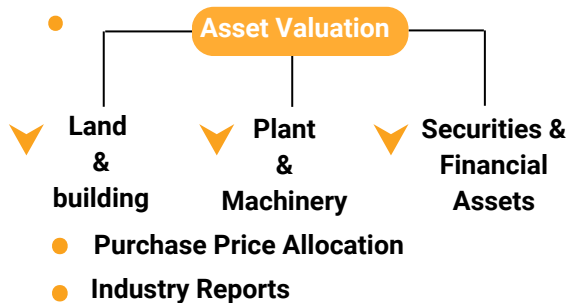 Asset Valuation
Land
&
building
Plant
&
Machinery
Securities &
Financial
Assets
Purchase Price Allocation
Industry Reports